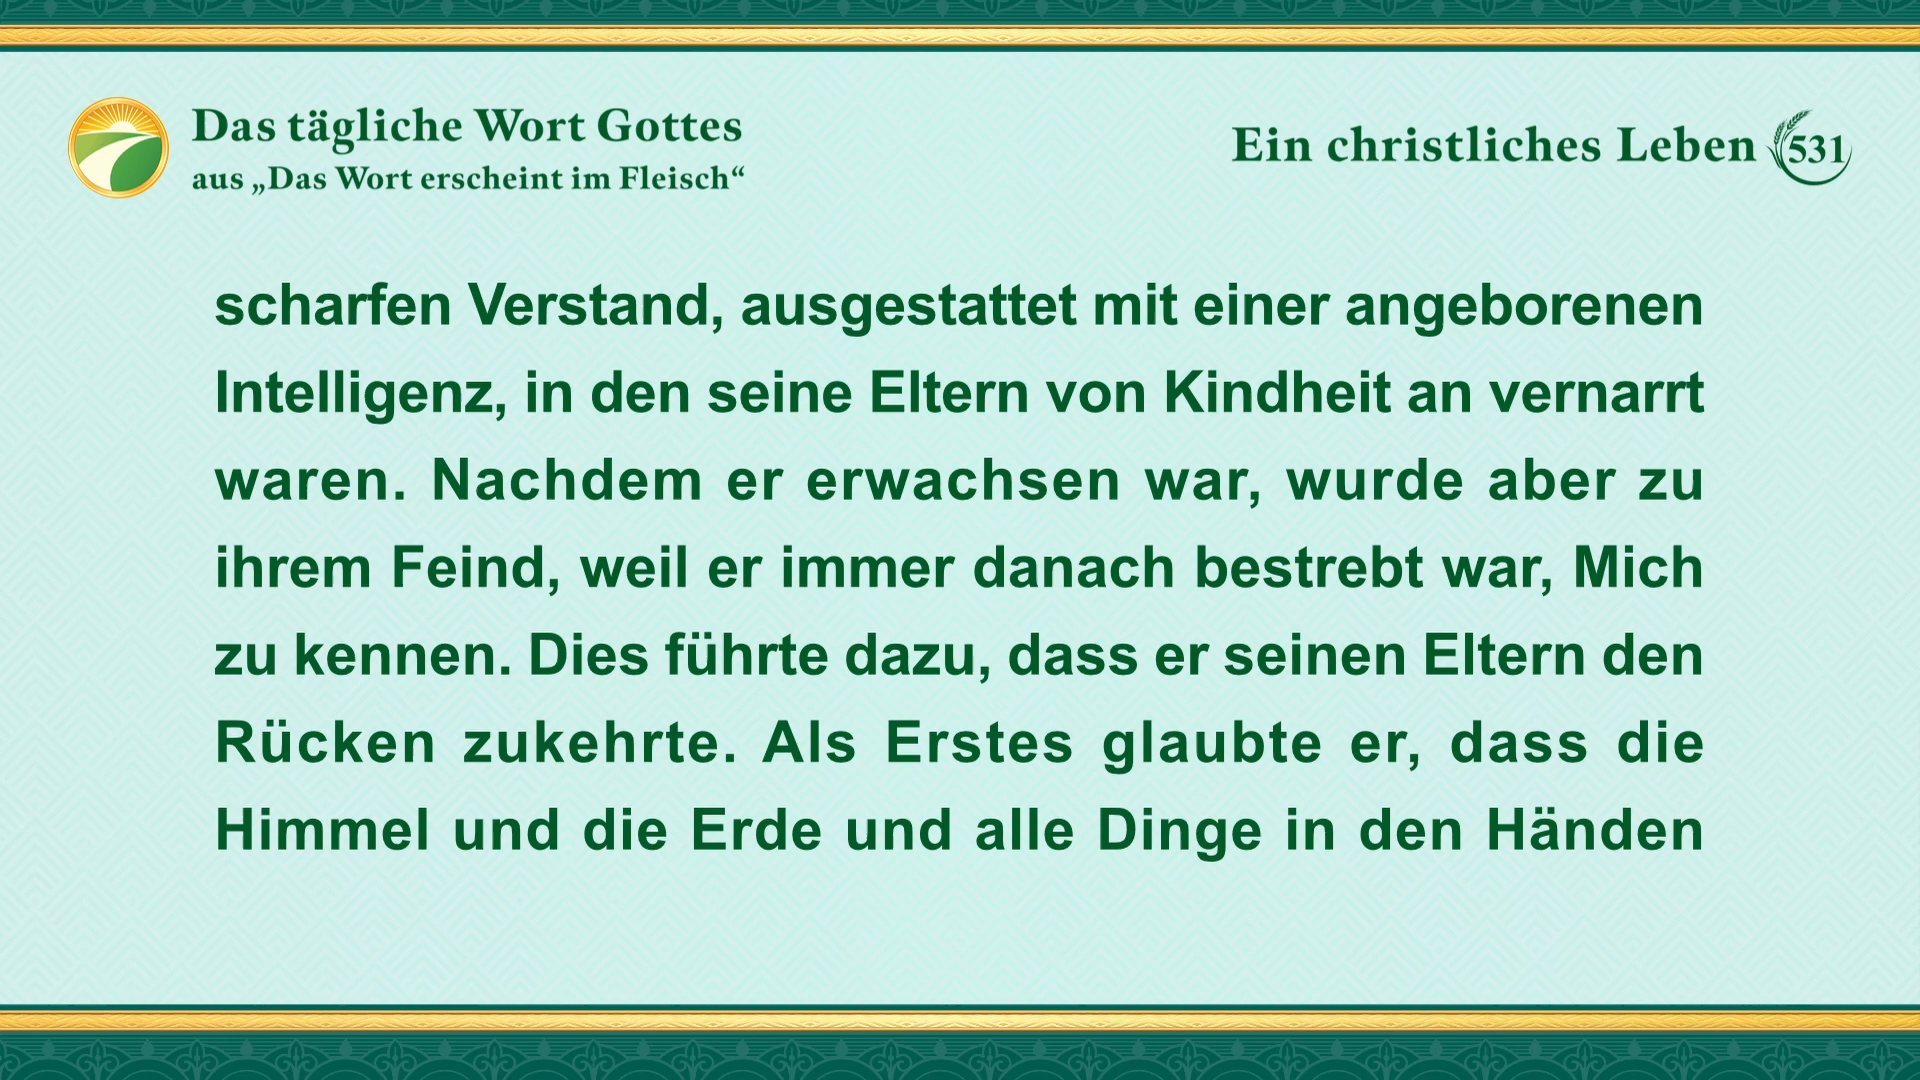 Das tägliche Wort Gottes
aus „Das Wort erscheint im Fleisch“
Ein christliches Leben 531
scharfen Verstand, ausgestattet mit einer angeborenen
Intelligenz, in den seine Eltern von Kindheit an vernarrt
waren. Nachdem er erwachsen war, wurde aber zu
ihrem Feind, weil er immer danach bestrebt war, Mich
zu kennen. Dies führte dazu, dass er seinen Eltern den
Rücken zukehrte. Als Erstes glaubte er, dass die
Himmel und die Erde und alle Dinge in den Händen